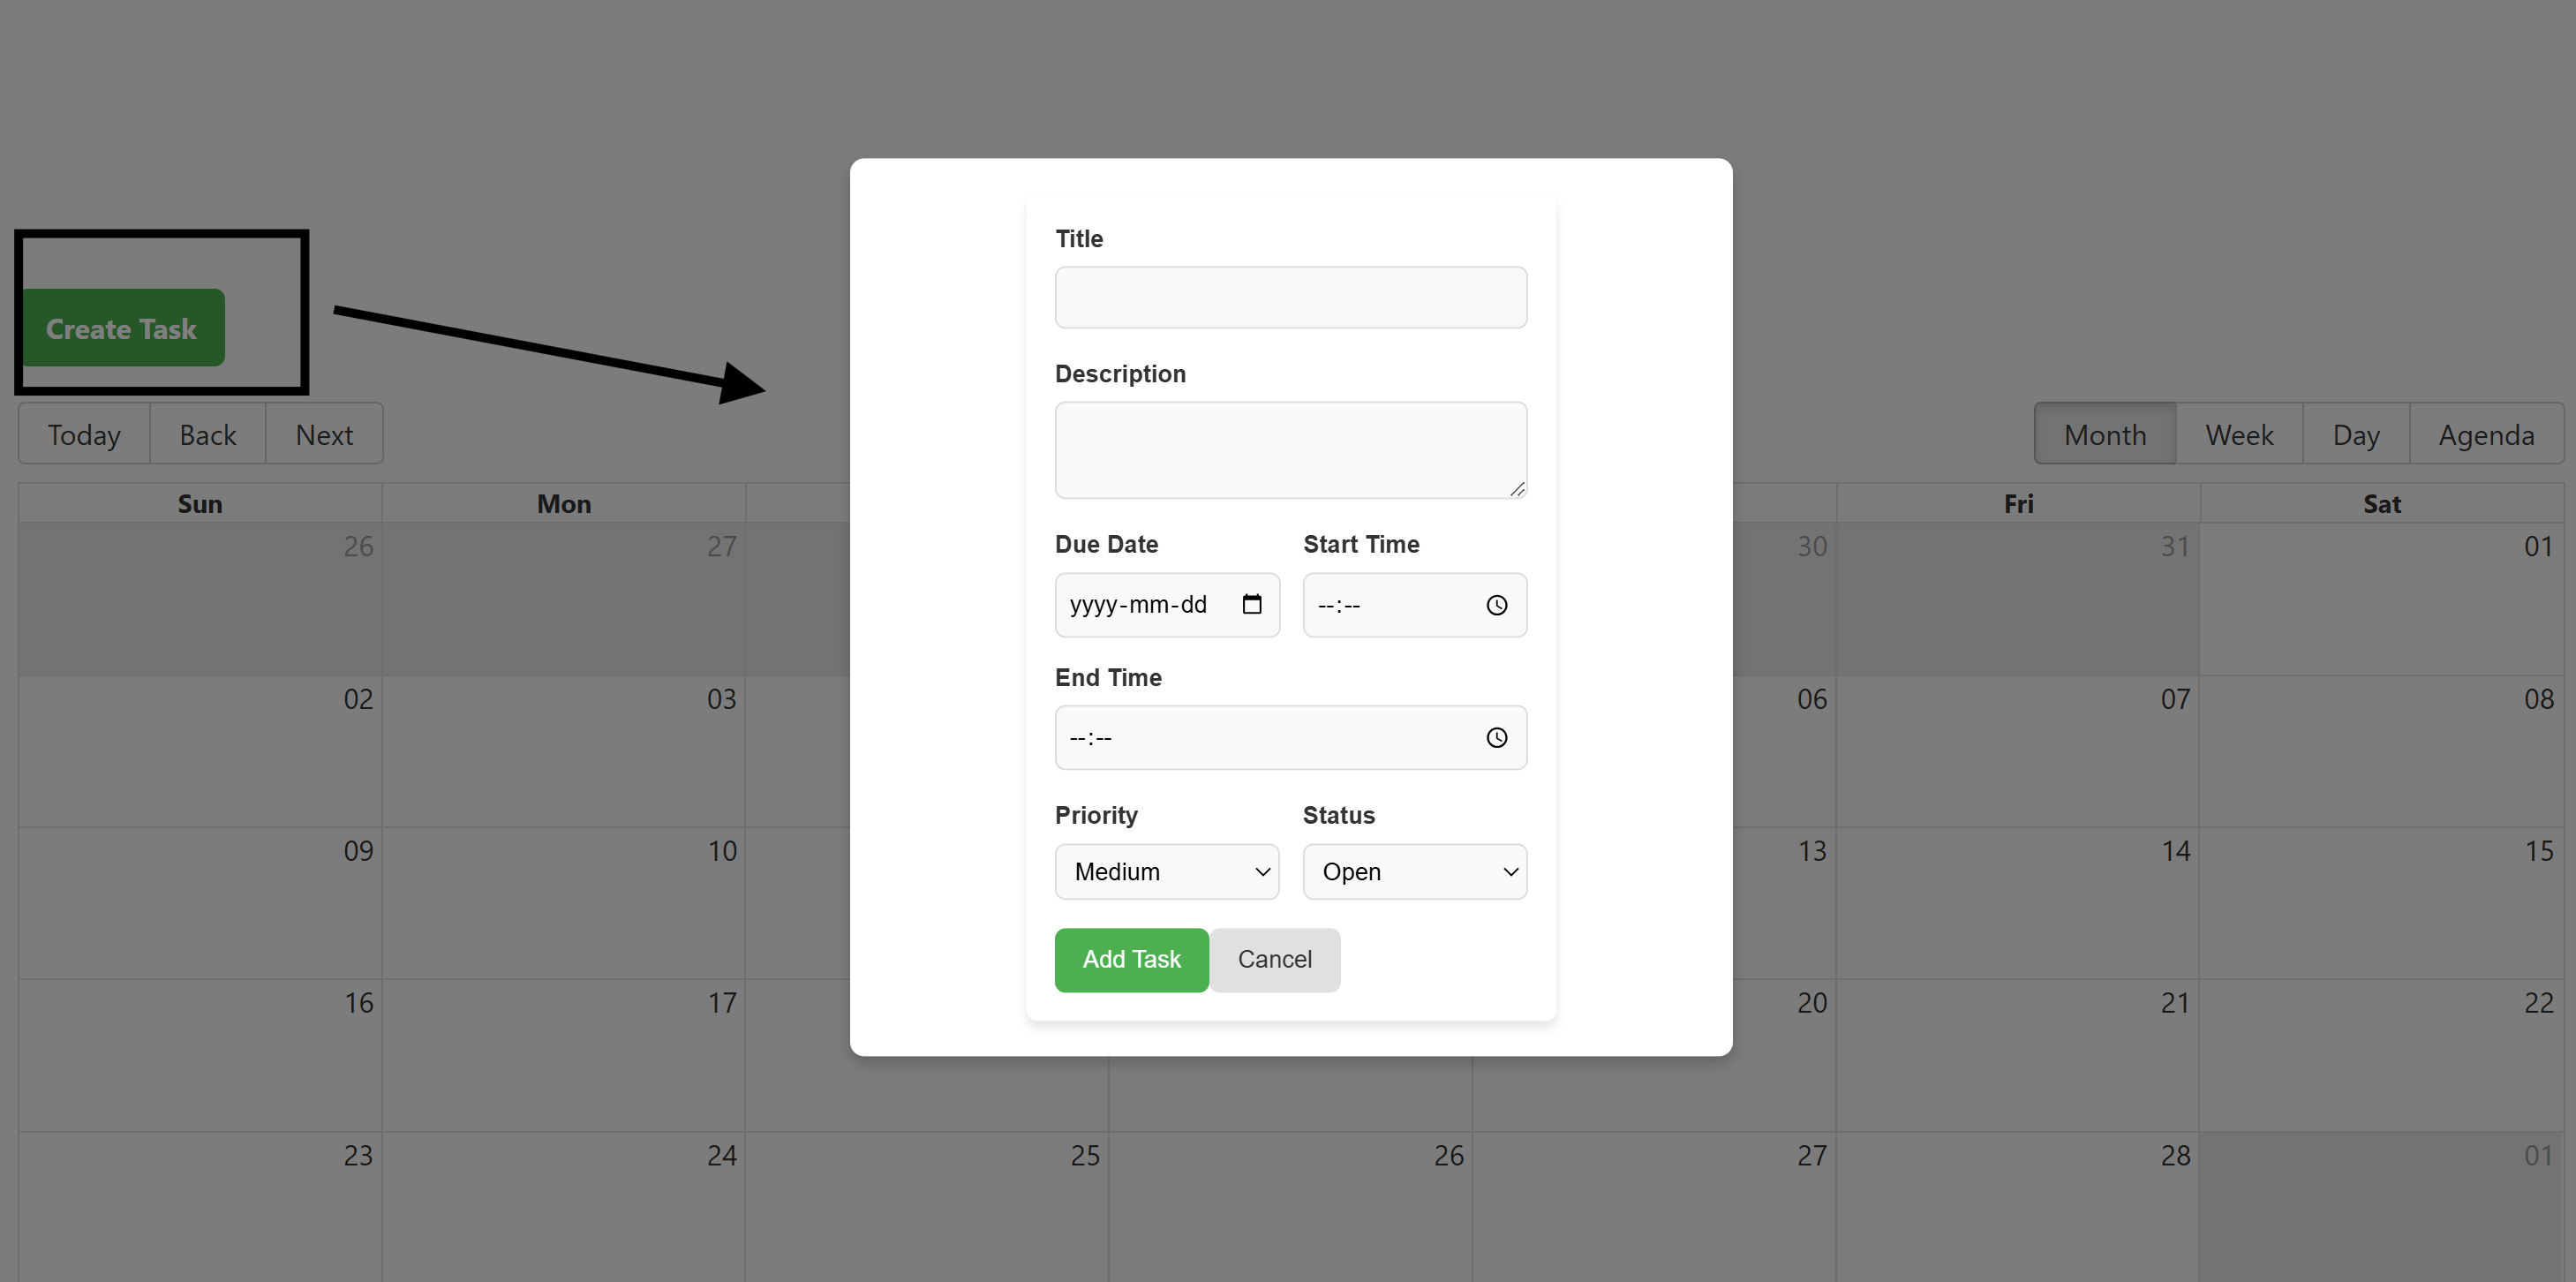 Create Task
Today Back Next
Month Week Day Agenda
Sun Mon Fri Sat
26 27 30 31 01
02 03 06 07 08
09 10 13 14 15
16 17 20 21 22
23 24 25 26 27 28 01
Title
Description
Due Date Start Time
yyyy-mm-dd --:--
End Time
--:--
Priority Status
Medium Open
Add Task Cancel